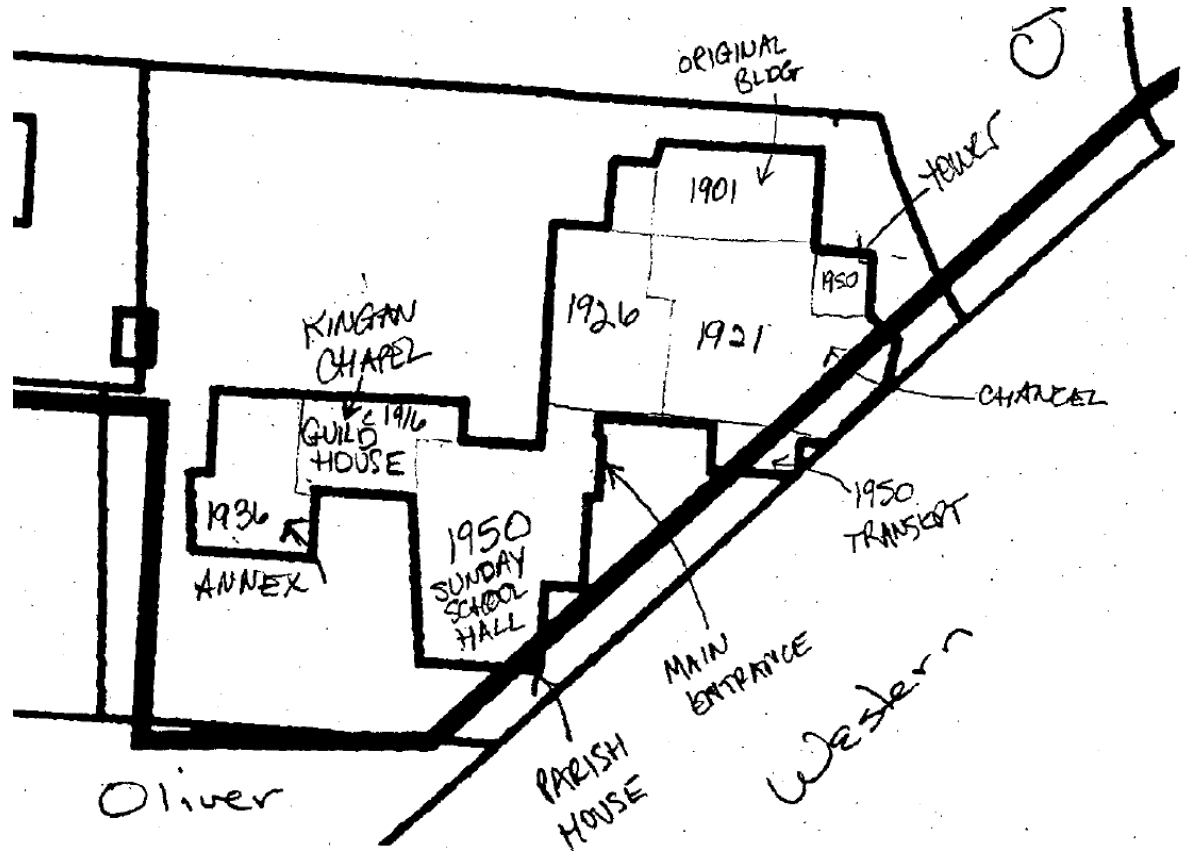 ORIGINAL
BLDG
TOWER
1901
1950
KINGAN
CHAPEL
1926
1921
CHANCEL
1916
GUILD
HOUSE
1936
1950
SUNDAY
SCHOOL
HALL
1950
TRANSEPT
ANNEX
MAIN
ENTRANCE
Western
PARISH
HOUSE
Oliver